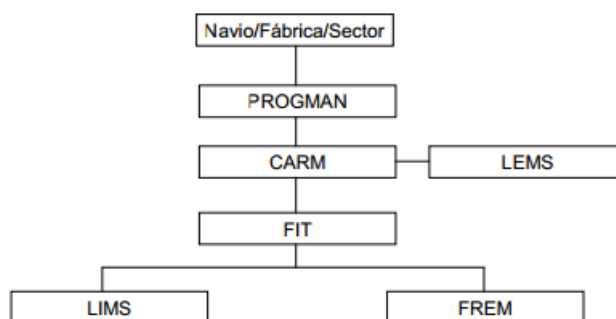 Navio/Fábrica/Sector
PROGMAN
CARM
LEMS
FIT
LIMS
FREM